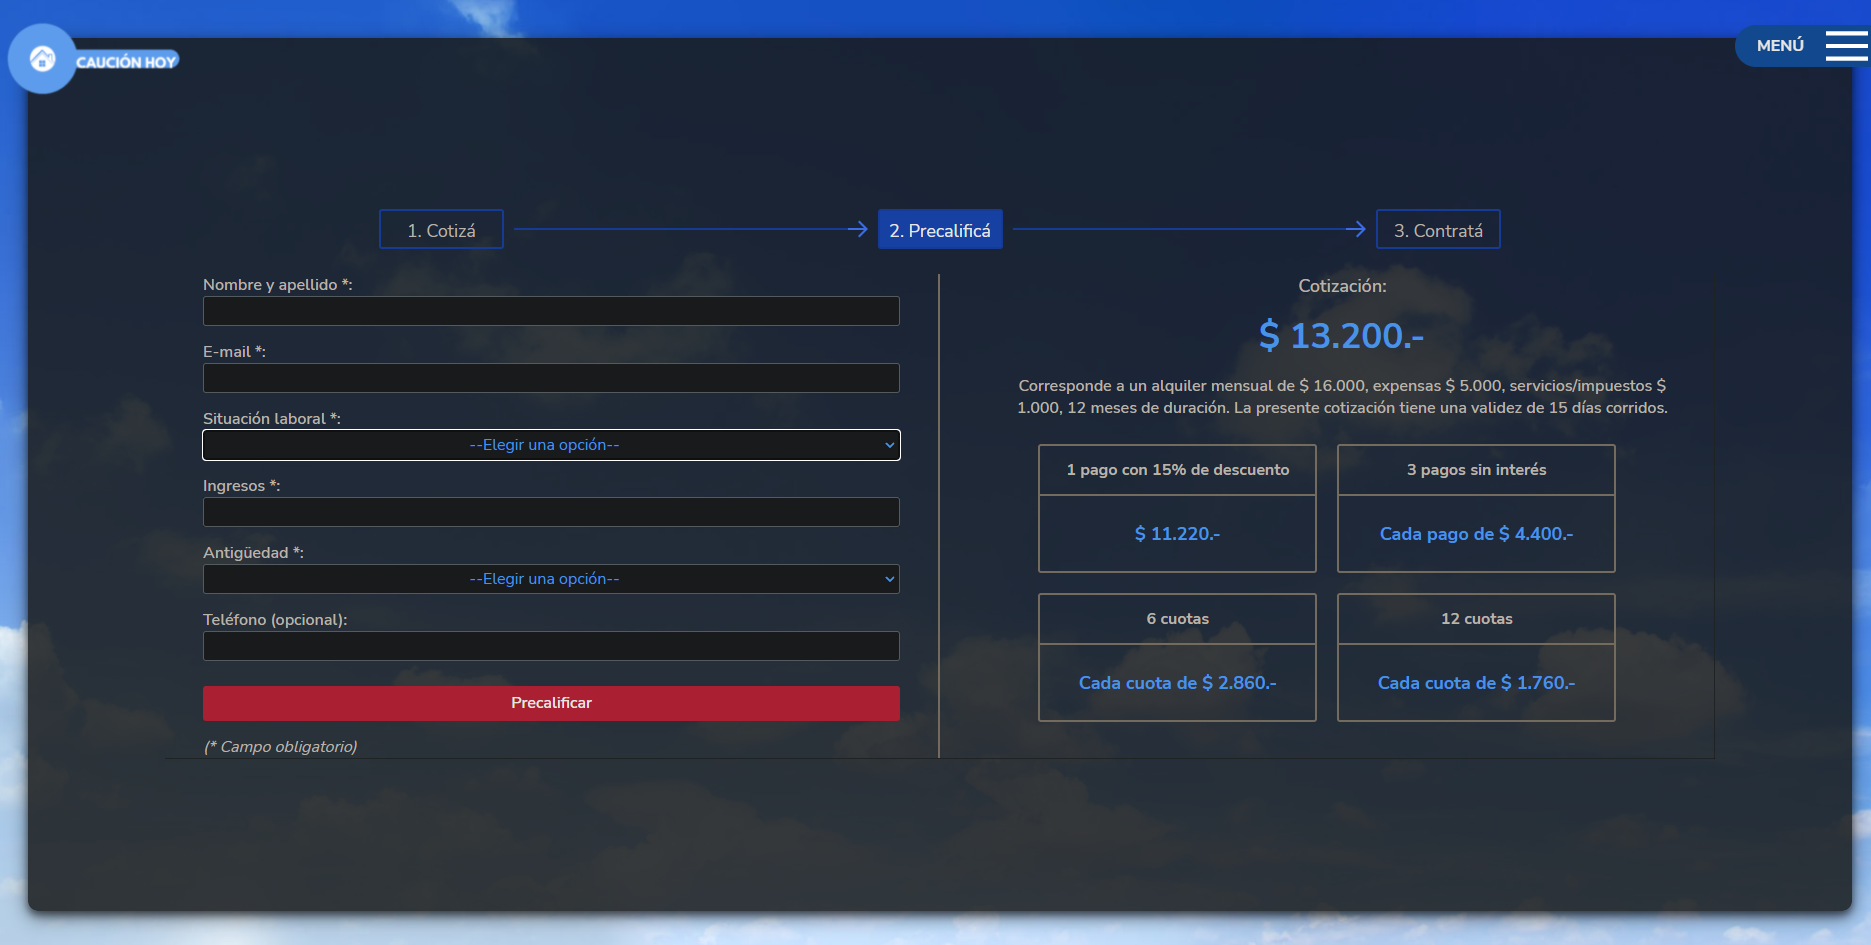 CAUCIÓN HOY
MENÚ
1. Cotizá
2. Precalificá
3. Contratá
Nombre y apellido *:
E-mail *:
Situación laboral *:
--Elegir una opción--
Ingresos *:
Antigüedad *:
--Elegir una opción--
Teléfono (opcional):
Precalificar
(* Campo obligatorio)
Cotización:
$ 13.200.-
Corresponde a un alquiler mensual de $ 16.000, expensas $ 5.000, servicios/impuestos $
1.000, 12 meses de duración. La presente cotización tiene una validez de 15 días corridos.
1 pago con 15% de descuento
$ 11.220.-
3 pagos sin interés
Cada pago de $ 4.400.-
6 cuotas
Cada cuota de $ 2.860.-
12 cuotas
Cada cuota de $ 1.760.-